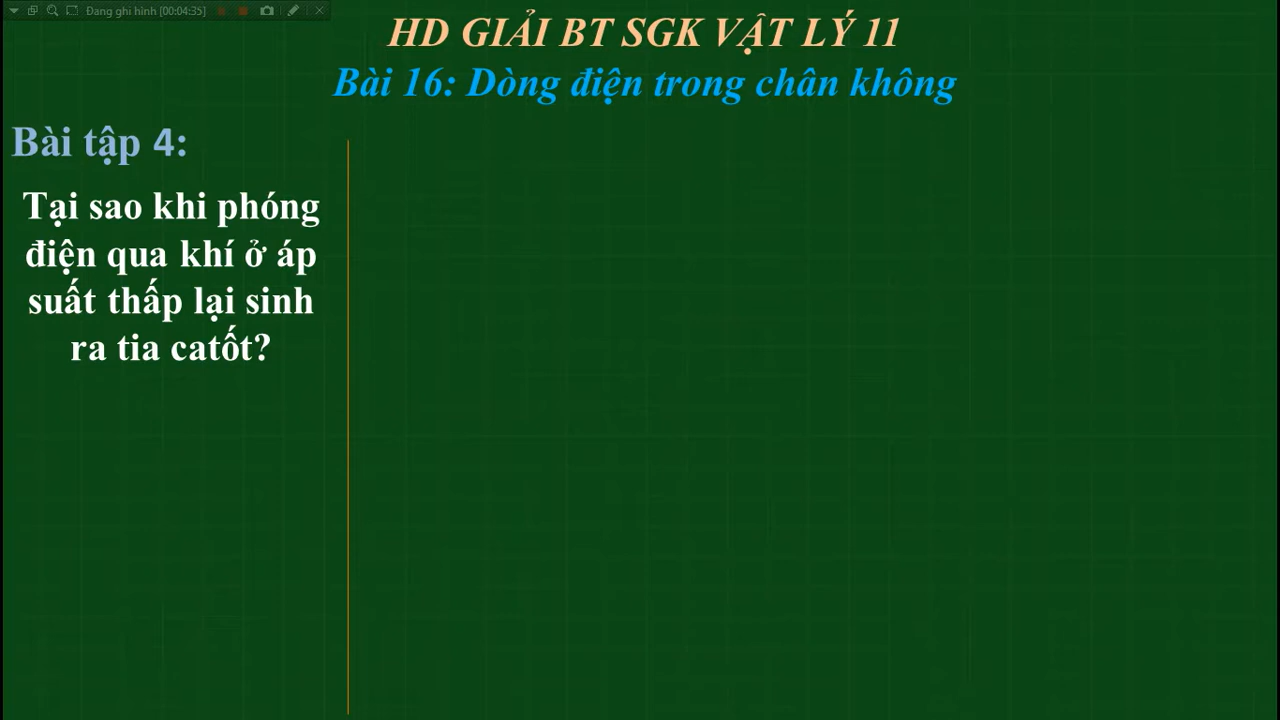 Đang ghi hình [00:04:35]
HD GIẢI BT SGK VẬT LÝ 11
Bài 16: Dòng điện trong chân không
Bài tập 4:
Tại sao khi phóng
điện qua khí ở áp
suất thấp lại sinh
ra tia catốt?